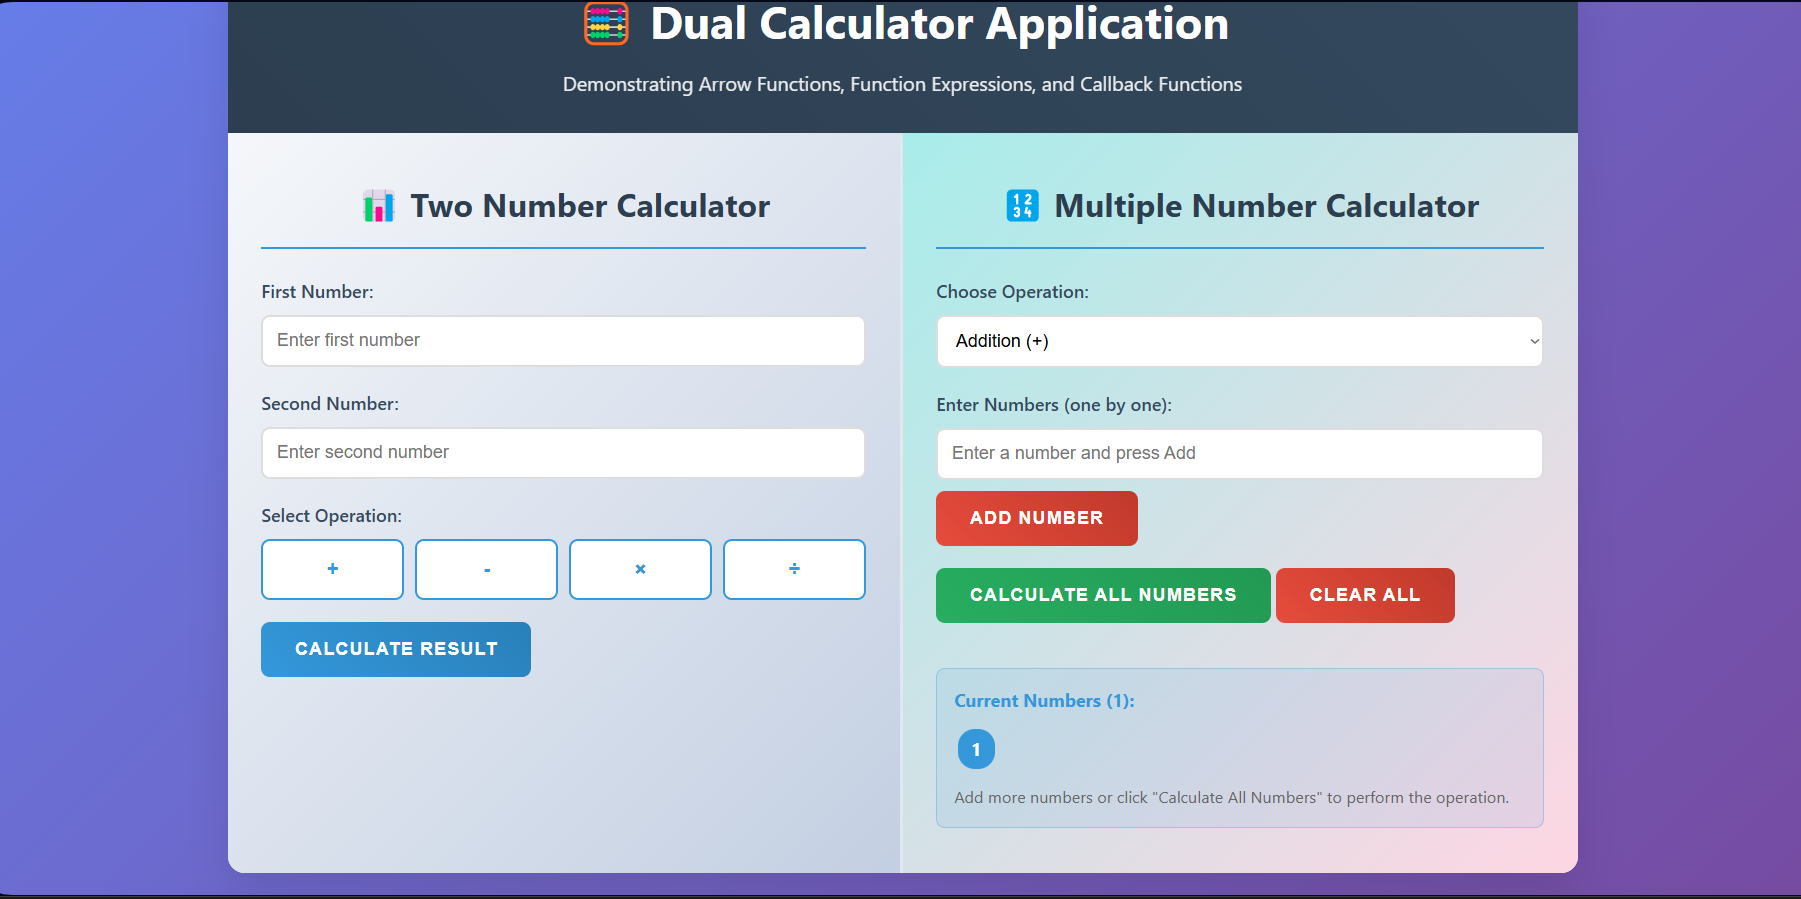 Dual Calculator Application
Demonstrating Arrow Functions, Function Expressions, and Callback Functions
Two Number Calculator
First Number:
Enter first number
Second Number:
Enter second number
Select Operation:
+ - × ÷
CALCULATE RESULT
1 2
3 4
Multiple Number Calculator
Choose Operation:
Addition (+)
Enter Numbers (one by one):
Enter a number and press Add
ADD NUMBER
CALCULATE ALL NUMBERS CLEAR ALL
Current Numbers (1):
1
Add more numbers or click "Calculate All Numbers" to perform the operation.